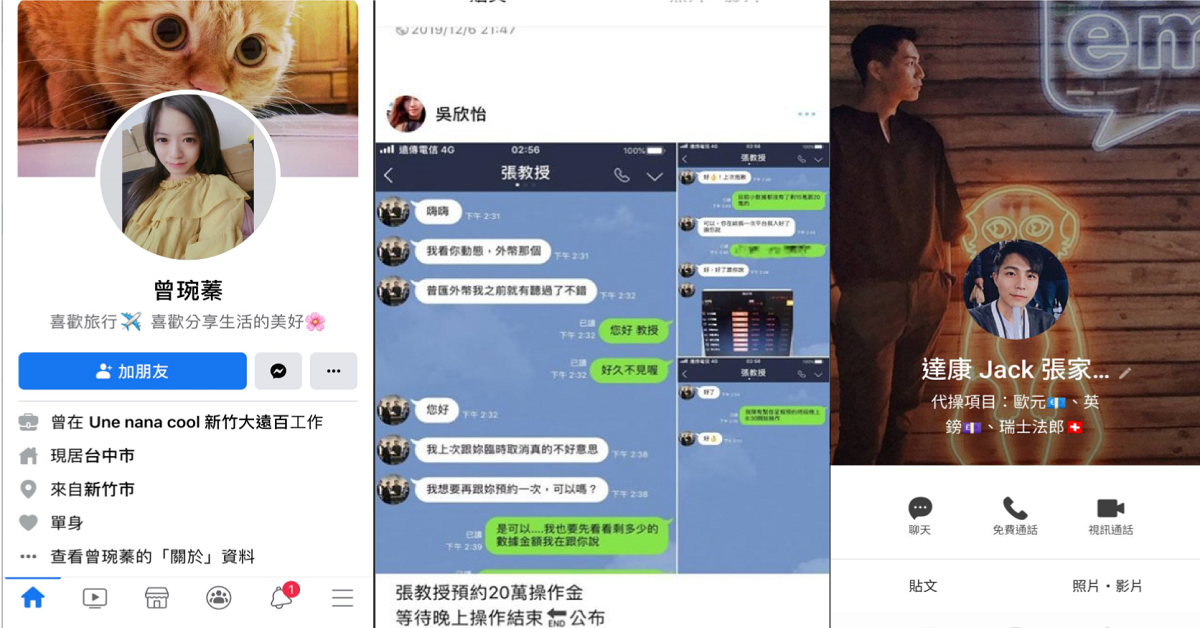 曾琬蓁
喜歡旅行✈️ 喜歡分享生活的美好🌸
加朋友
曾在 Une nana cool 新竹大遠百工作
現居台中市
來自新竹市
單身
查看曾琬蓁的「關於」資料
1
2019/12/6 21:47
吳欣怡
遠傳電信 4G 02:56 100%
張教授
嗨嗨
下午 2:31
我看你動態,外幣那個
下午 2:31
曾匯外幣我之前就有聽過了不錯
下午 2:32
已讀
下午 2:32
您好 教授
已讀
下午 2:32
好久不見喔
您好
下午 2:32
我上次跟妳臨時取消真的不好意思
下午 2:38
我想要再跟妳預約一次,可以嗎?
下午 2:38
已讀
下午 2:39
是可以....我也要先看看剩多少的
數據金額我在跟你說
張教授
張教授
好了
好👌
張教授預約20萬操作金
等待晚上操作結束🔚公布
em
達康 Jack 張家...
代操項目:歐元、英
鎊、瑞士法郎🇨🇭
聊天
免費通話
視訊通話
貼文
照片・影片